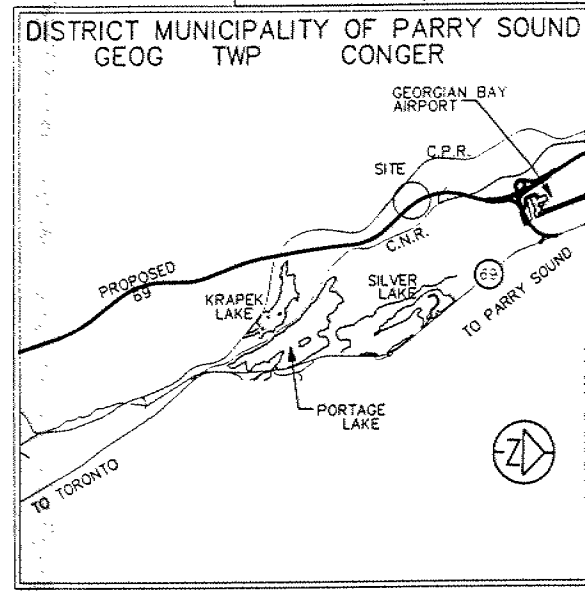 DISTRICT MUNICIPALITY OF PARRY SOUND
GEOG TWP CONGER
GEORGIAN BAY
AIRPORT
C.P.R.
SITE
C.N.R.
PROPOSED
69
KRAPEK
LAKE
SILVER
LAKE
69
TO PARRY SOUND
PORTAGE
LAKE
Z
TO TORONTO